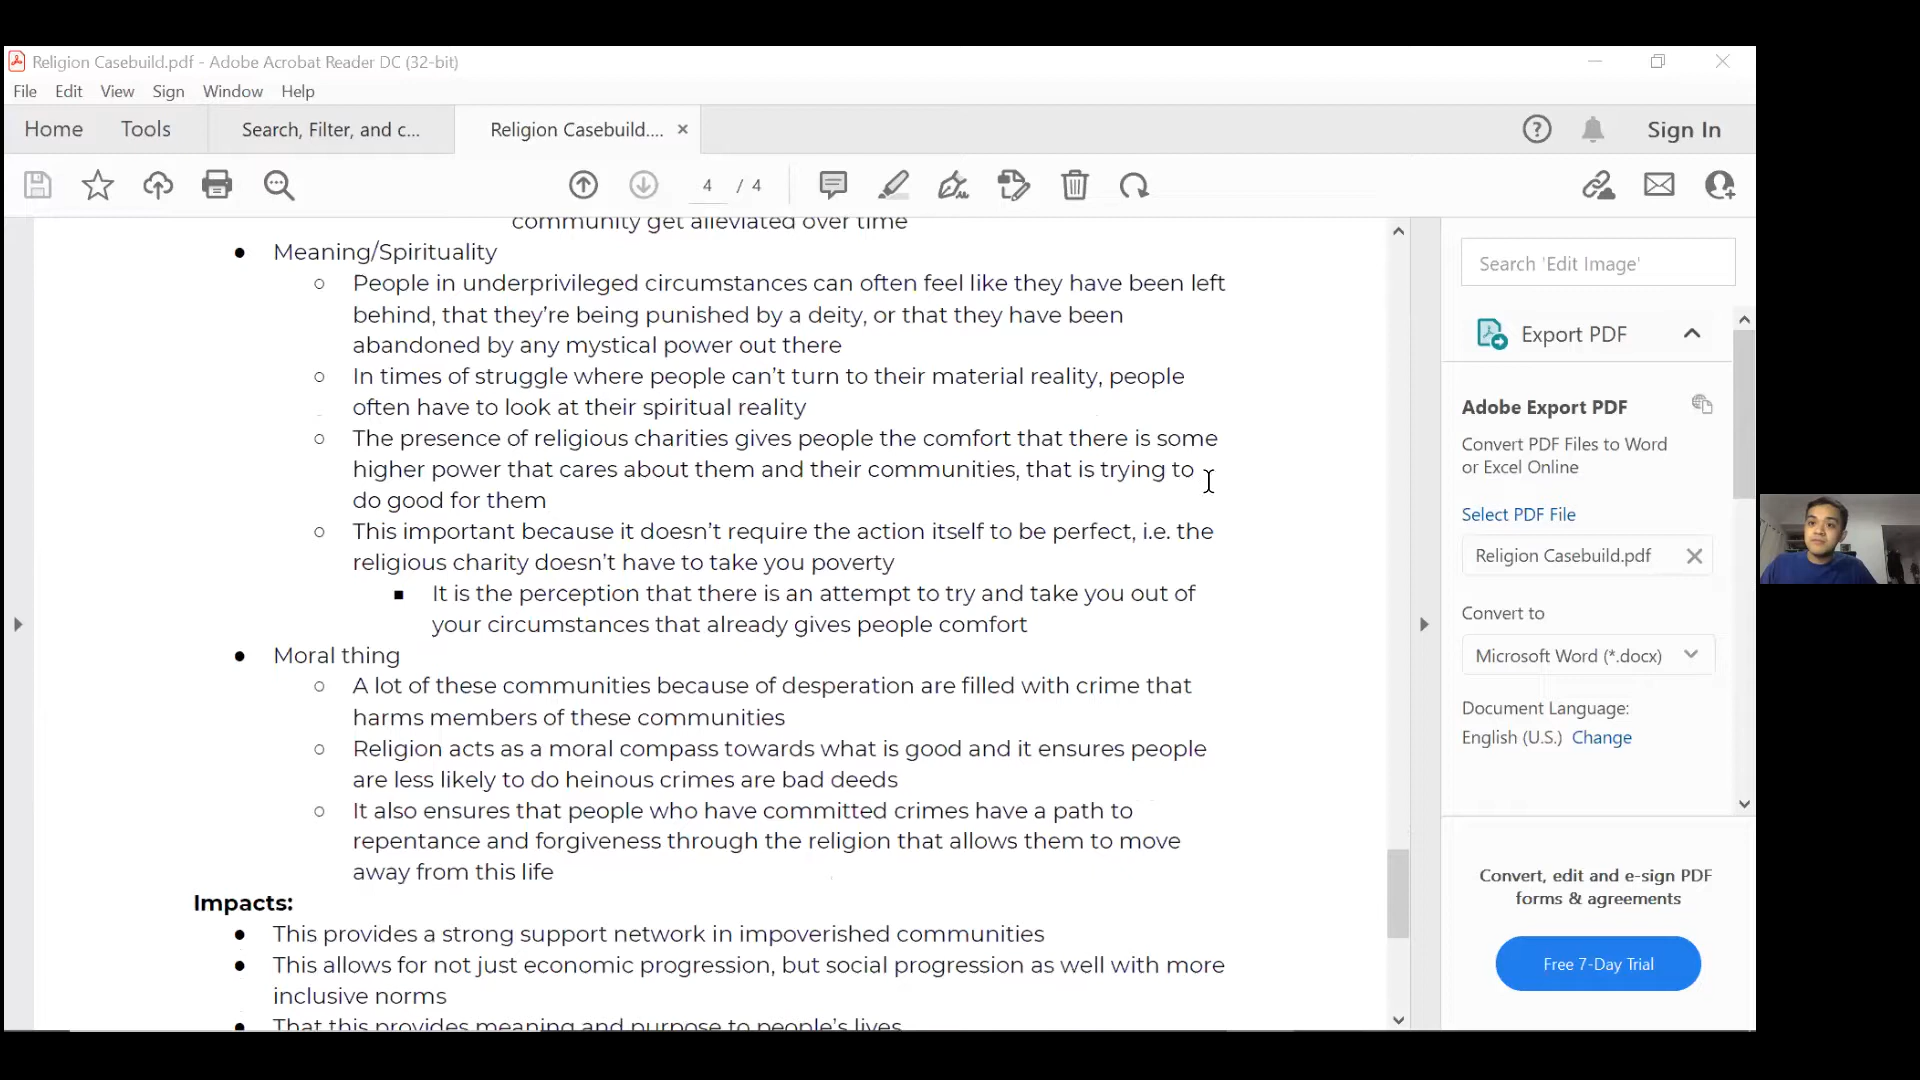 Religion Casebuild.pdf - Adobe Acrobat Reader DC (32-bit)
File Edit View Sign Window Help
Home Tools Search, Filter, and c... Religion Casebuild.... Sign In
4 / 4
community get alleviated over time
● Meaning/Spirituality
○ People in underprivileged circumstances can often feel like they have been left
behind, that they're being punished by a deity, or that they have been
abandoned by any mystical power out there
○ In times of struggle where people can't turn to their material reality, people
often have to look at their spiritual reality
○ The presence of religious charities gives people the comfort that there is some
higher power that cares about them and their communities, that is trying to
do good for them
○ This important because it doesn't require the action itself to be perfect, i.e. the
religious charity doesn't have to take you poverty
■ It is the perception that there is an attempt to try and take you out of
your circumstances that already gives people comfort
● Moral thing
○ A lot of these communities because of desperation are filled with crime that
harms members of these communities
○ Religion acts as a moral compass towards what is good and it ensures people
are less likely to do heinous crimes are bad deeds
○ It also ensures that people who have committed crimes have a path to
repentance and forgiveness through the religion that allows them to move
away from this life
Impacts:
● This provides a strong support network in impoverished communities
● This allows for not just economic progression, but social progression as well with more
inclusive norms
● That this provides meaning and purpose to people's lives
Search 'Edit Image'
Export PDF
Adobe Export PDF
Convert PDF Files to Word
or Excel Online
Select PDF File
Religion Casebuild.pdf
Convert to
Microsoft Word (*.docx)
Document Language:
English (U.S.) Change
Convert, edit and e-sign PDF
forms & agreements
Free 7-Day Trial